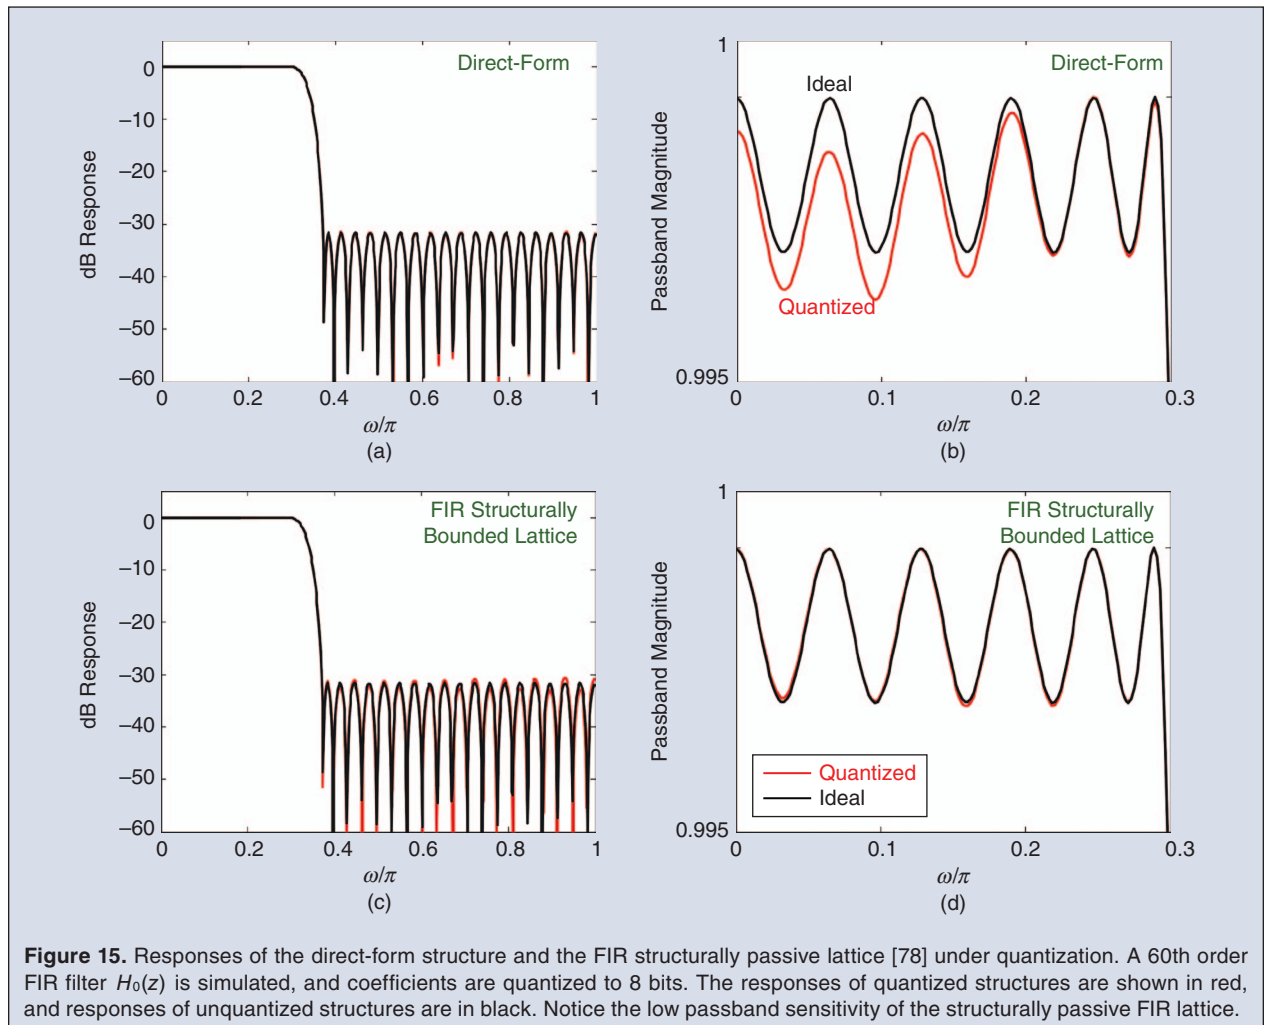 Direct-Form
0
–10
–20
–30
–40
–50
–60
dB Response
0 0.2 0.4 0.6 0.8 1
ω/π
(a)
Direct-Form
1
0.995
Passband Magnitude
Ideal
Quantized
0 0.1 0.2 0.3
ω/π
(b)
FIR Structurally
Bounded Lattice
0
–10
–20
–30
–40
–50
–60
dB Response
0 0.2 0.4 0.6 0.8 1
ω/π
(c)
FIR Structurally
Bounded Lattice
1
0.995
Passband Magnitude
Quantized
Ideal
0 0.1 0.2 0.3
ω/π
(d)
Figure 15. Responses of the direct-form structure and the FIR structurally passive lattice [78] under quantization. A 60th order
FIR filter H0(z) is simulated, and coefficients are quantized to 8 bits. The responses of quantized structures are shown in red,
and responses of unquantized structures are in black. Notice the low passband sensitivity of the structurally passive FIR lattice.